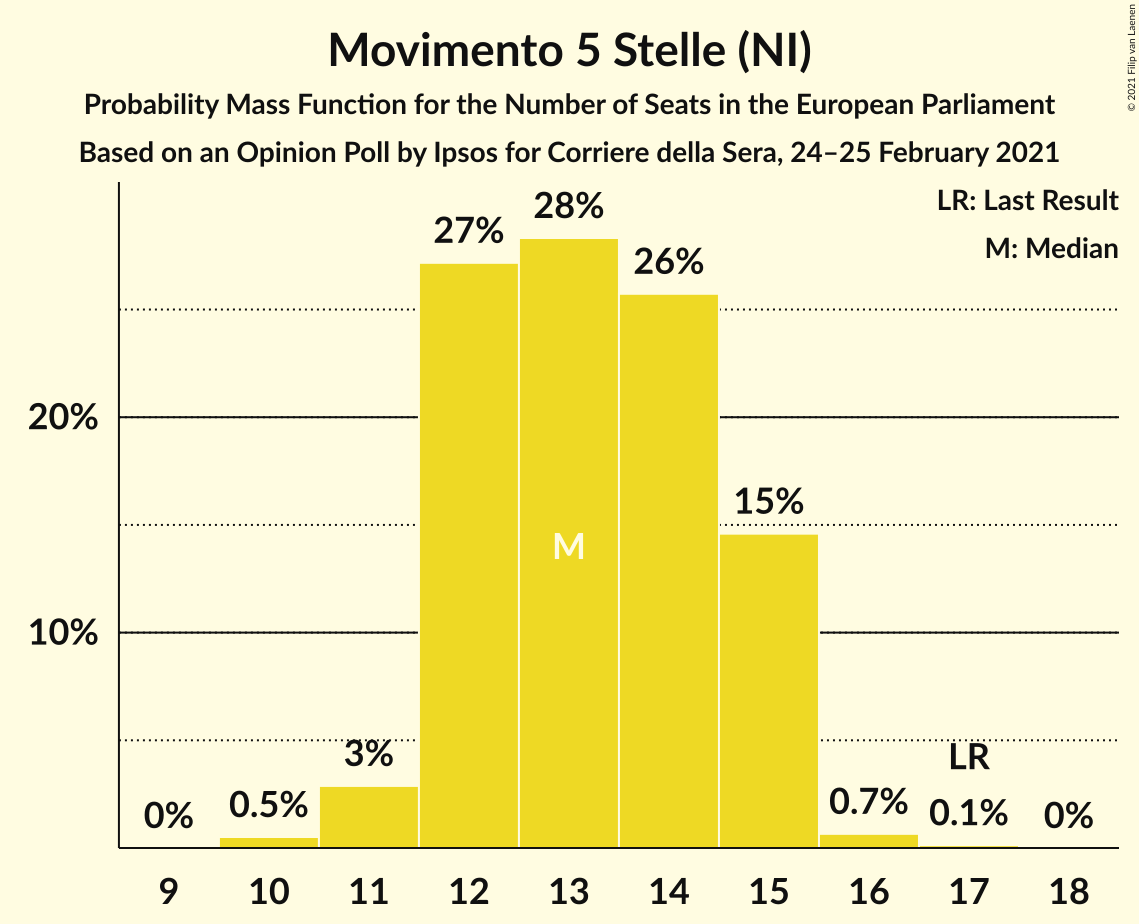 Movimento 5 Stelle (NI)
Probability Mass Function for the Number of Seats in the European Parliament
Based on an Opinion Poll by Ipsos for Corriere della Sera, 24–25 February 2021
© 2021 Filip van Laenen
LR: Last Result
M: Median
28%
27%
26%
20%
15%
M
10%
3%
LR
0%
0.5%
0.7%
0.1%
0%
9 10 11 12 13 14 15 16 17 18